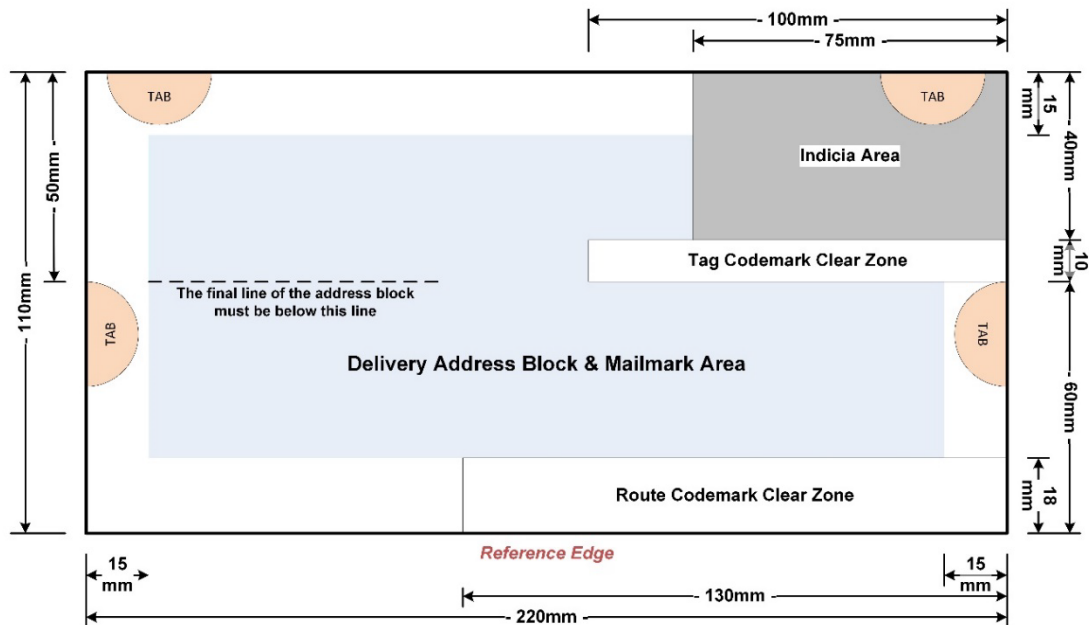 - 100mm -
- 75mm -
TAB
TAB
15
mm
- 40mm -
Indicia Area
- 50mm -
- 110mm -
Tag Codemark Clear Zone
10
mm
The final line of the address block
must be below this line
TAB
TAB
Delivery Address Block & Mailmark Area
- 60mm -
Route Codemark Clear Zone
18
mm
Reference Edge
15
mm
15
mm
- 130mm -
- 220mm -